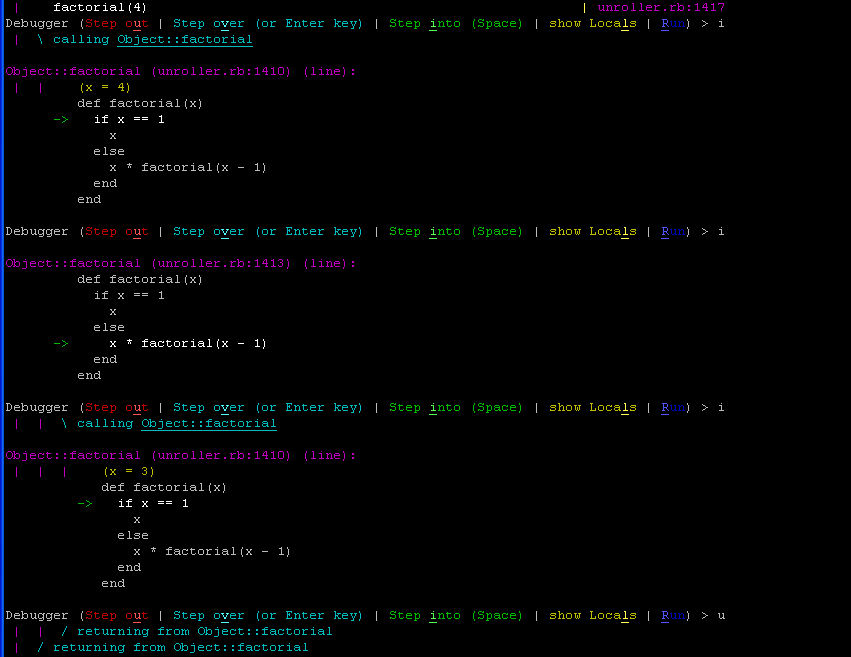 |    factorial(4)    | unroller.rb:1417
Debugger (Step out | Step over (or Enter key) | Step into (Space) | show Locals | Run) > i
|  \ calling Object::factorial
Object::factorial (unroller.rb:1410) (line):
|  |    (x = 4)
def factorial(x)
->   if x == 1
x
else
x * factorial(x - 1)
end
end
Debugger (Step out | Step over (or Enter key) | Step into (Space) | show Locals | Run) > i
Object::factorial (unroller.rb:1413) (line):
def factorial(x)
if x == 1
x
else
->     x * factorial(x - 1)
end
end
Debugger (Step out | Step over (or Enter key) | Step into (Space) | show Locals | Run) > i
|  |  \ calling Object::factorial
Object::factorial (unroller.rb:1410) (line):
|  |  |    (x = 3)
def factorial(x)
->   if x == 1
x
else
x * factorial(x - 1)
end
end
Debugger (Step out | Step over (or Enter key) | Step into (Space) | show Locals | Run) > u
|  |  / returning from Object::factorial
|  / returning from Object::factorial